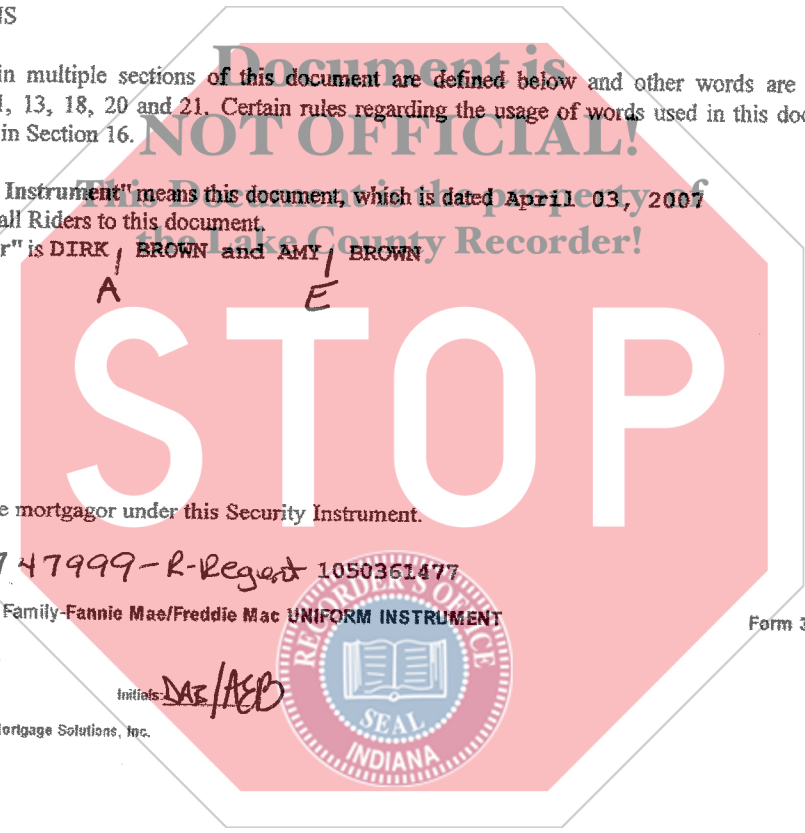 Document is
NOT OFFICIAL!
This Document is the property of
the Lake County Recorder!
STOP
in multiple sections of this document are defined below and other words are
, 13, 18, 20 and 21. Certain rules regarding the usage of words used in this
in Section 16.
Instrument" means this document, which is dated April 03, 2007
all Riders to this document.
r" is DIRK / BROWN and AMY / BROWN
A E
mortgagor under this Security Instrument.
47999-R-Regent 1050361477
Family-Fannie Mae/Freddie Mac UNIFORM INSTRUMENT
Form 3
Initials: DAB/AEB
Mortgage Solutions, Inc.
RECORDER'S OFFICE
SEAL
INDIANA